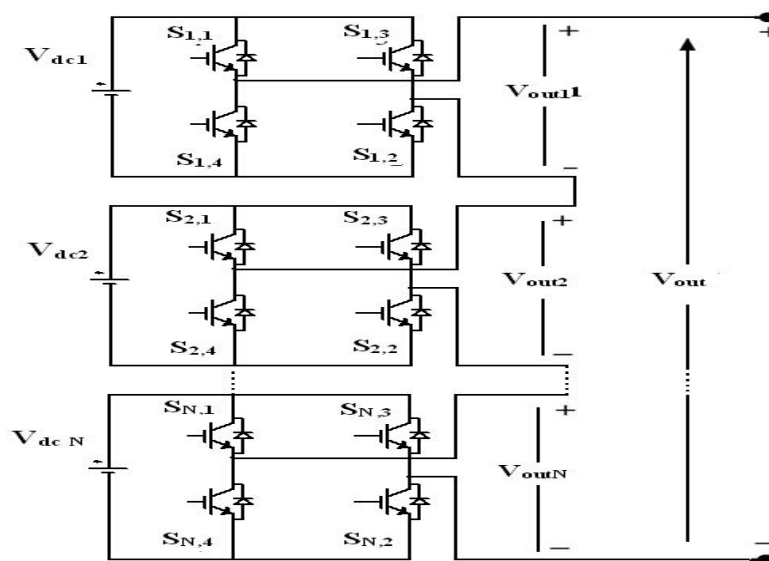 S1,1 S1,3 + +
Vdc1
Vout11
S1,4 S1,2 −
S2,1 S2,3 +
Vdc2 Vout2 Vout
S2,4 S2,2 −
SN,1 SN,3 +
Vdc N
VoutN
SN,4 SN,2 − −